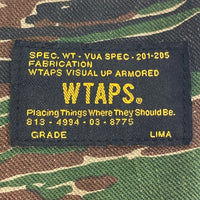 SPEC. WT - VUA SPEC - 201-205
FABRICATION
WTAPS VISUAL UP ARMORED
WTAPS®
Placing Things Where They Should Be.
813 - 4994 - 03 - 8775
GRADE LIMA